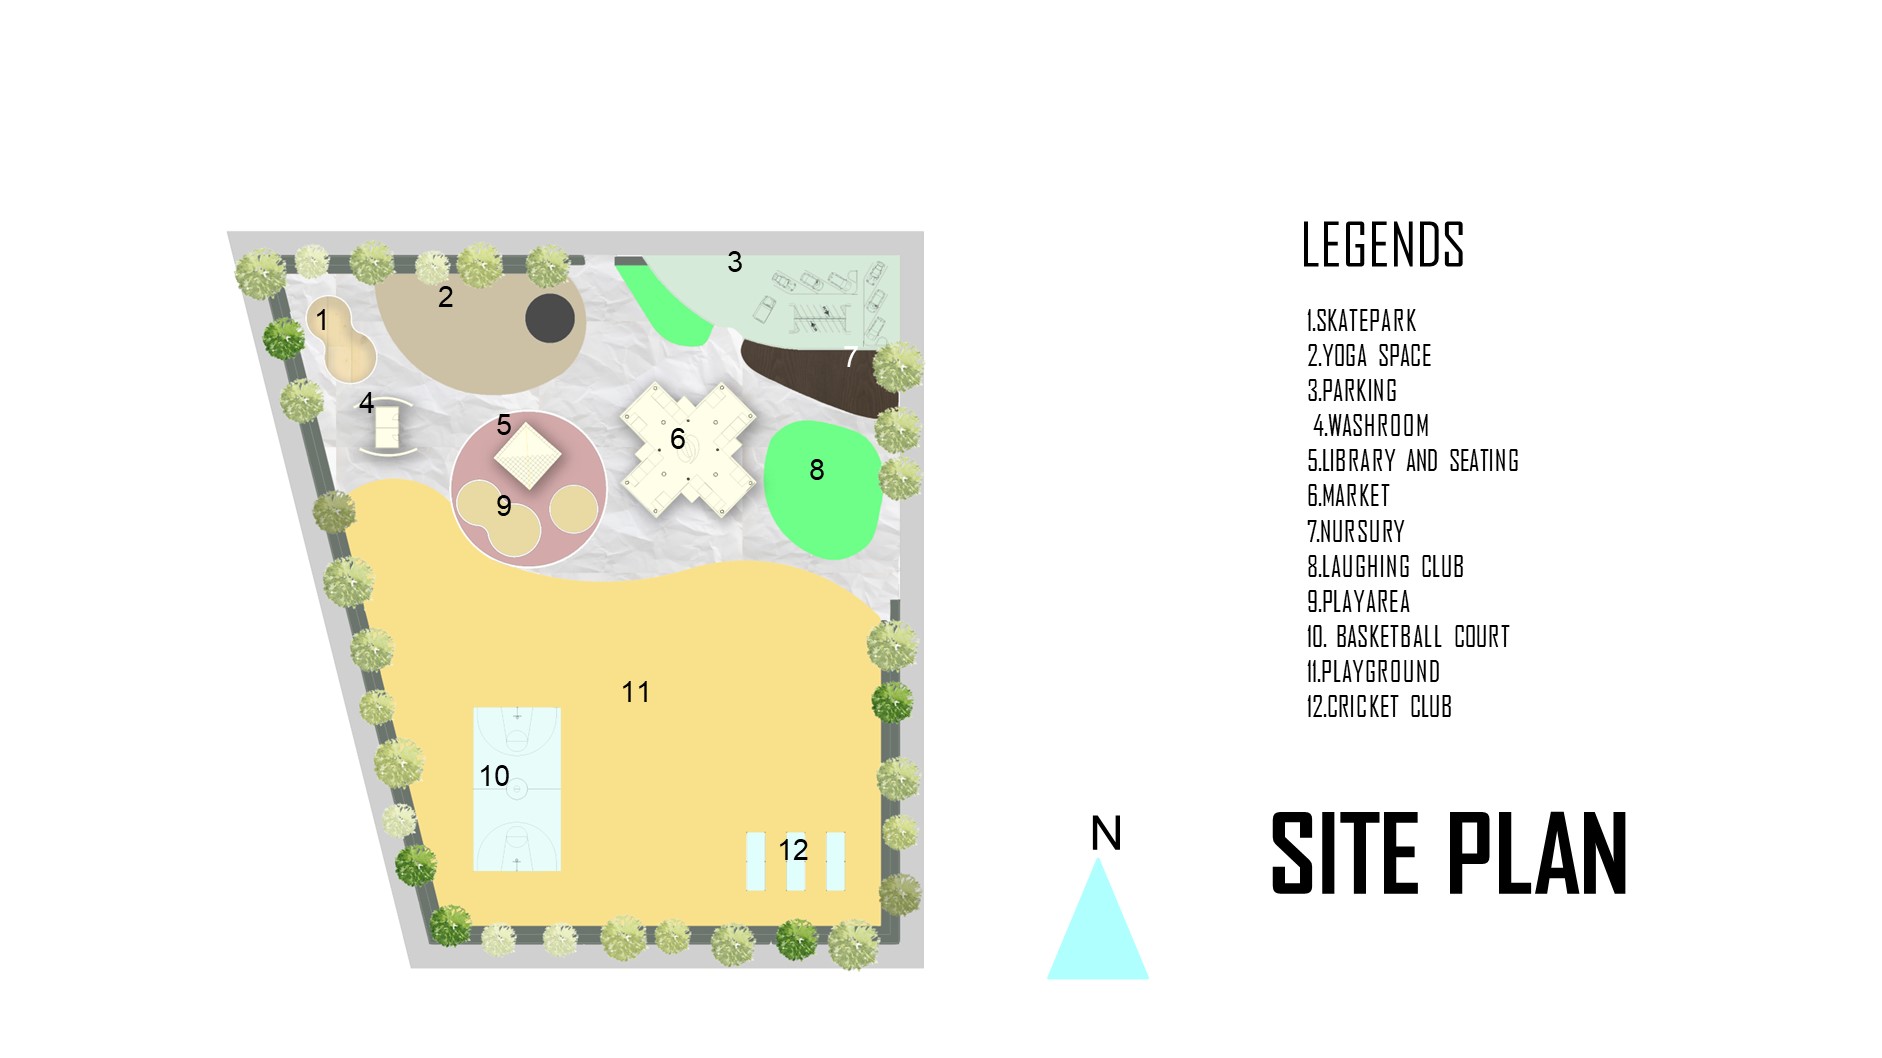 3
2
1
7
4
5
6
8
9
11
10
12
LEGENDS
1.SKATEPARK
2.YOGA SPACE
3.PARKING
4.WASHROOM
5.LIBRARY AND SEATING
6.MARKET
7.NURSURY
8.LAUGHING CLUB
9.PLAYAREA
10. BASKETBALL COURT
11.PLAYGROUND
12.CRICKET CLUB
N
SITE PLAN